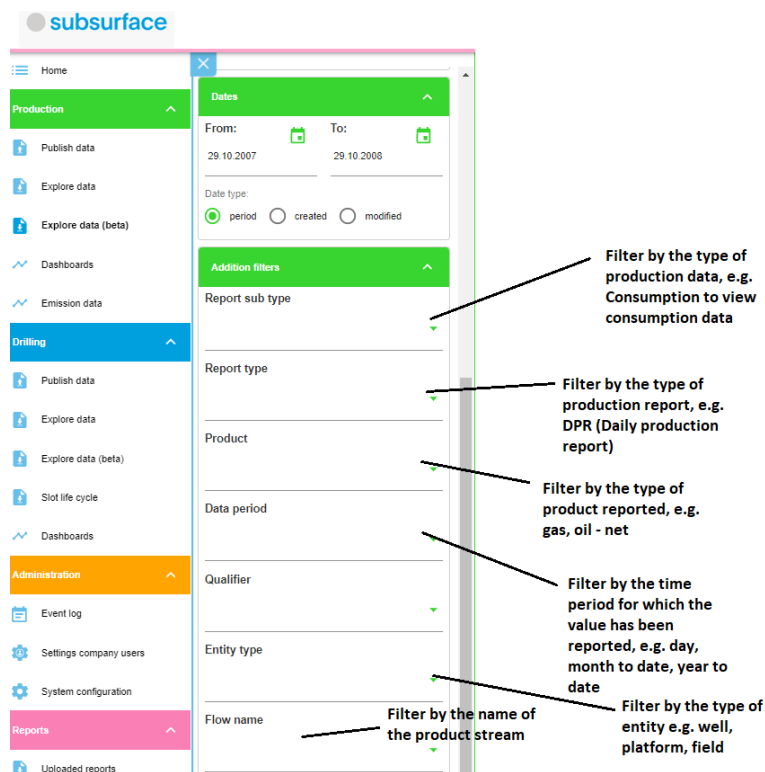 subsurface
Home
Production
Publish data
Explore data
Explore data (beta)
Dashboards
Emission data
Drilling
Publish data
Explore data
Explore data (beta)
Slot life cycle
Dashboards
Administration
Event log
Settings company users
System configuration
Reports
Uploaded reports
Dates
From:
To:
29.10.2007
29.10.2008
Date type:
period
created
modified
Addition filters
Report sub type
Report type
Product
Data period
Qualifier
Entity type
Flow name
Filter by the type of
production data, e.g.
Consumption to view
consumption data
Filter by the type of
production report, e.g.
DPR (Daily production
report)
Filter by the type of
product reported, e.g.
gas, oil - net
Filter by the time
period for which the
value has been
reported, e.g. day,
month to date, year to
date
Filter by the type of
entity e.g. well,
platform, field
Filter by the name of
the product stream